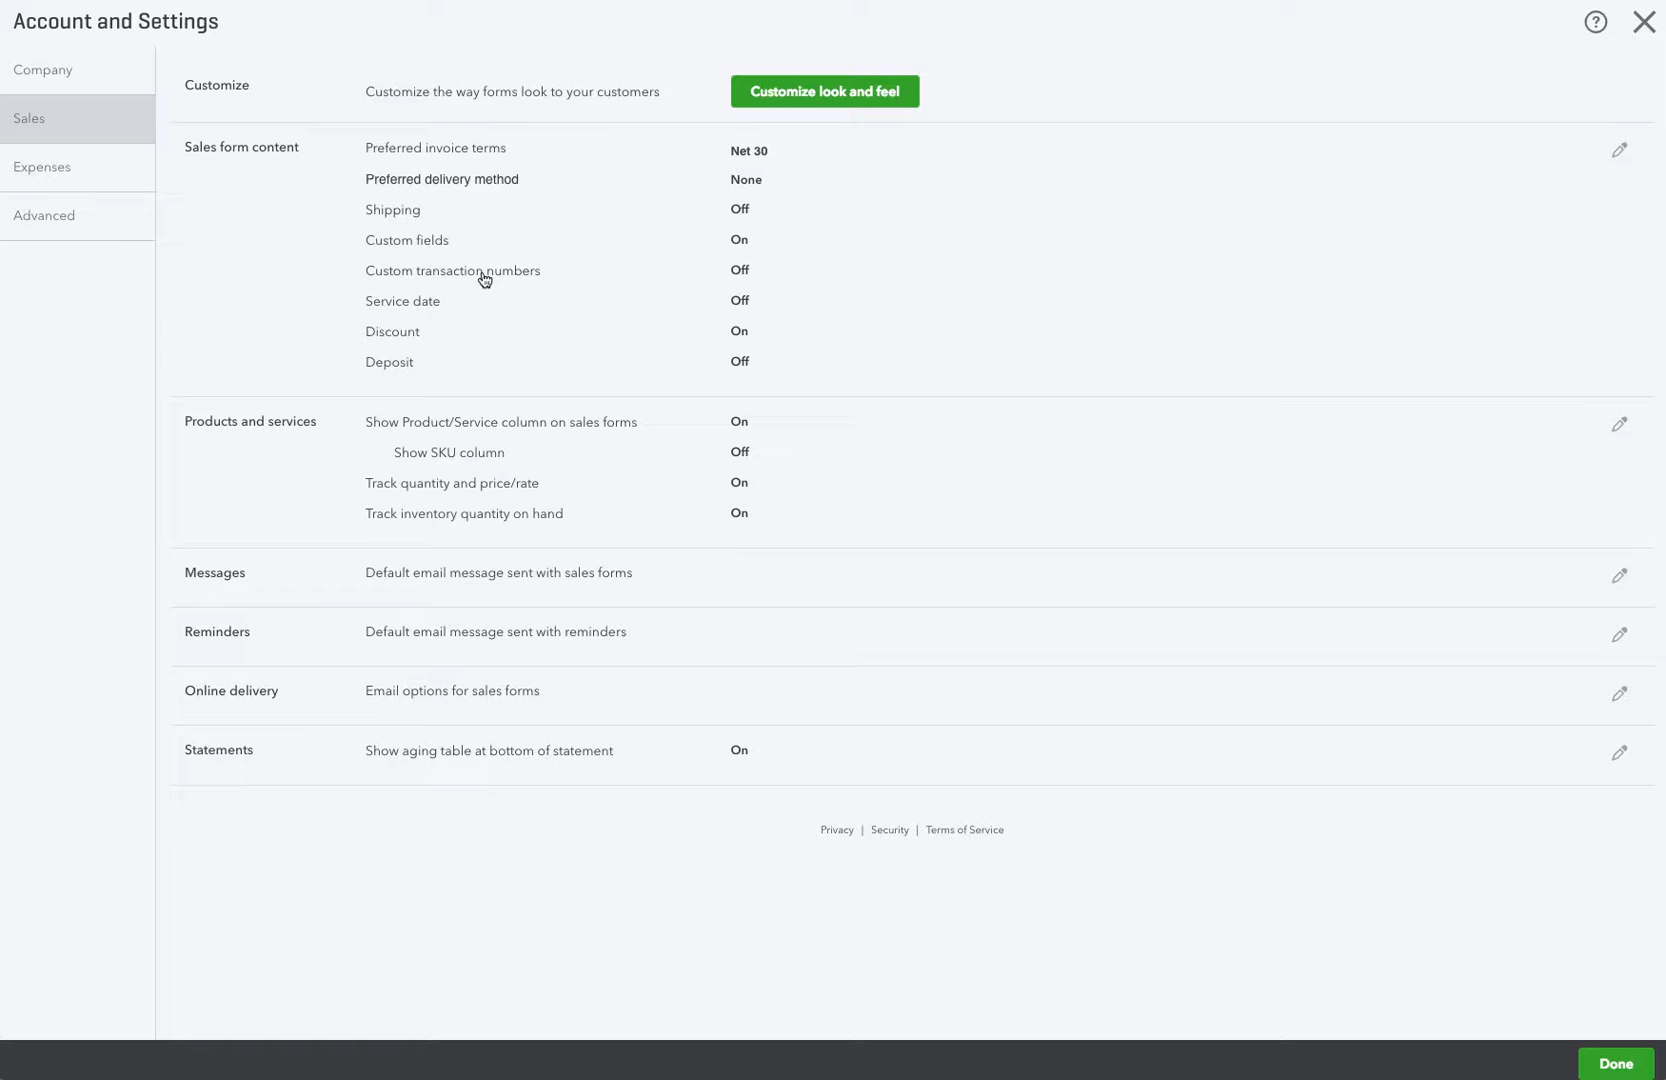 Account and Settings
Company
Sales
Expenses
Advanced
Customize
Customize the way forms look to your customers
Customize look and feel
Sales form content
Preferred invoice terms
Net 30
Preferred delivery method
None
Shipping
Off
Custom fields
On
Custom transaction numbers
Off
Service date
Off
Discount
On
Deposit
Off
Products and services
Show Product/Service column on sales forms
On
Show SKU column
Off
Track quantity and price/rate
On
Track inventory quantity on hand
On
Messages
Default email message sent with sales forms
Reminders
Default email message sent with reminders
Online delivery
Email options for sales forms
Statements
Show aging table at bottom of statement
On
Privacy | Security | Terms of Service
Done